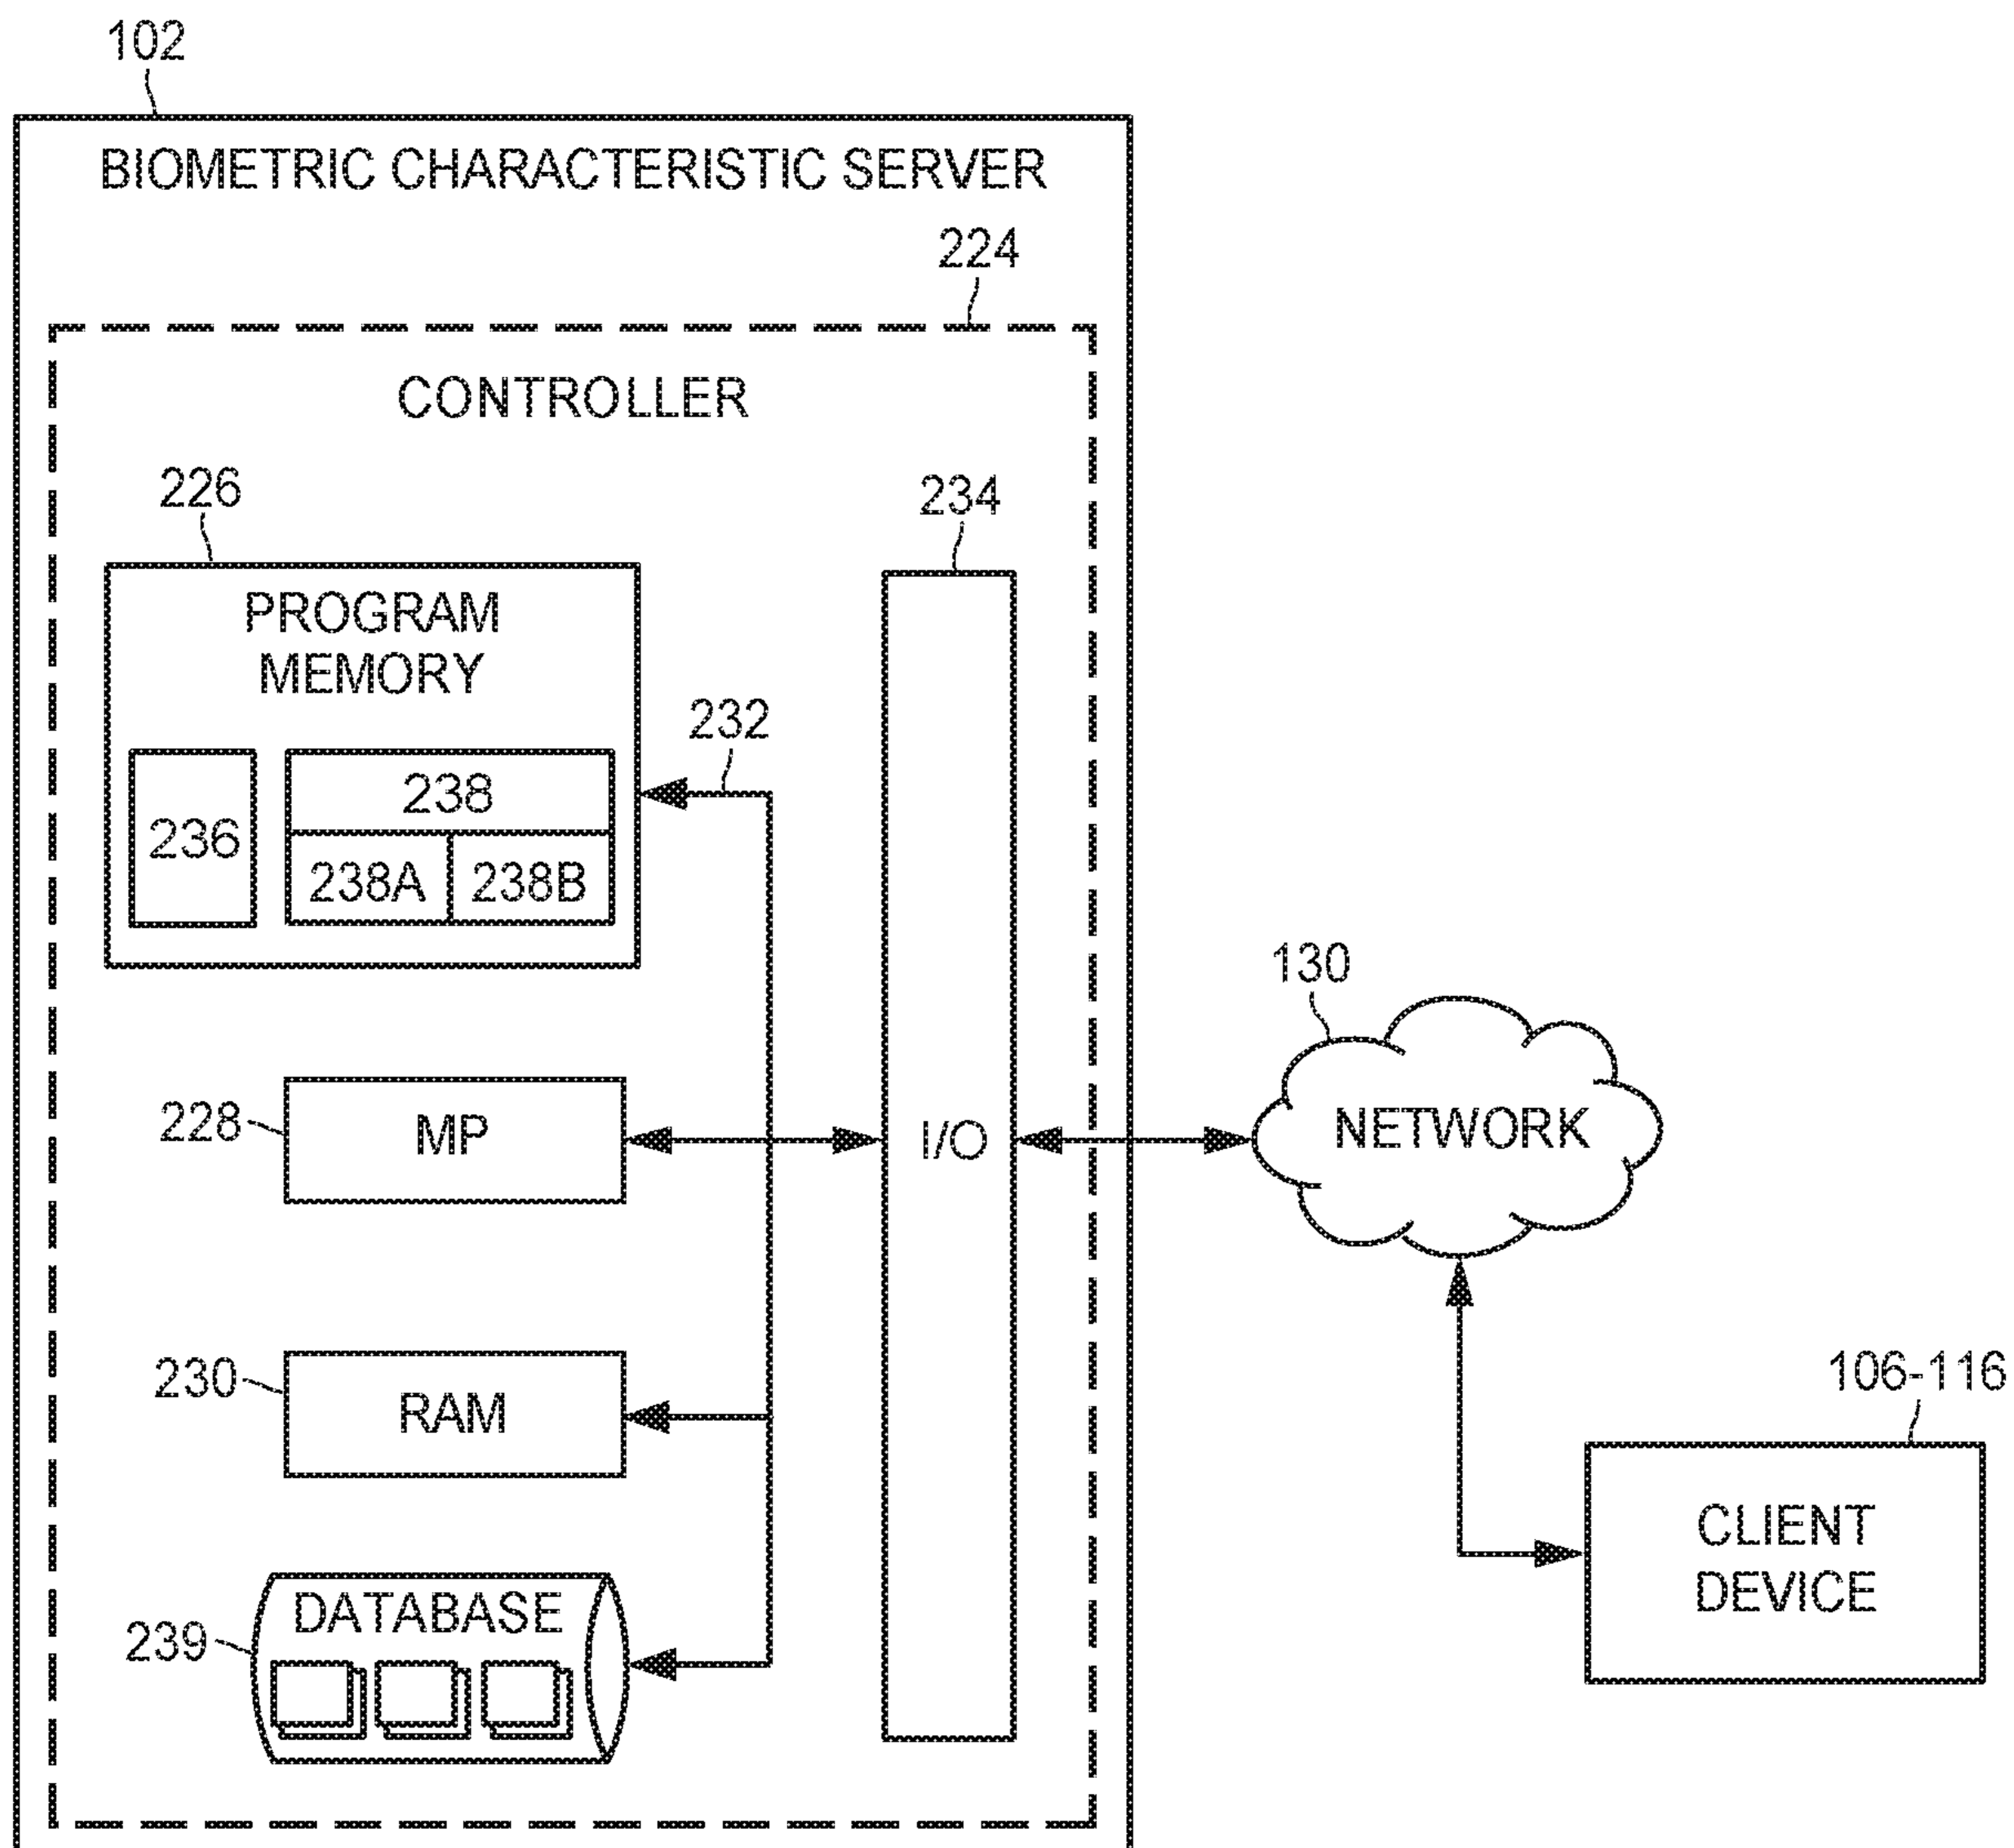 102
BIOMETRIC CHARACTERISTIC SERVER
224
CONTROLLER
226
234
PROGRAM
MEMORY
232
236
238
238A
238B
130
228
MP
I/O
NETWORK
230
RAM
106-116
CLIENT
DEVICE
239
DATABASE